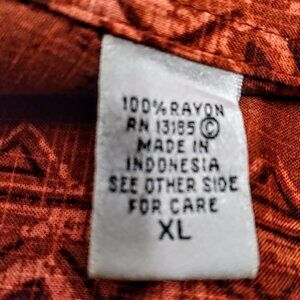 100% RAYON
RN 13185 ©
MADE IN
INDONESIA
SEE OTHER SIDE
FOR CARE
XL